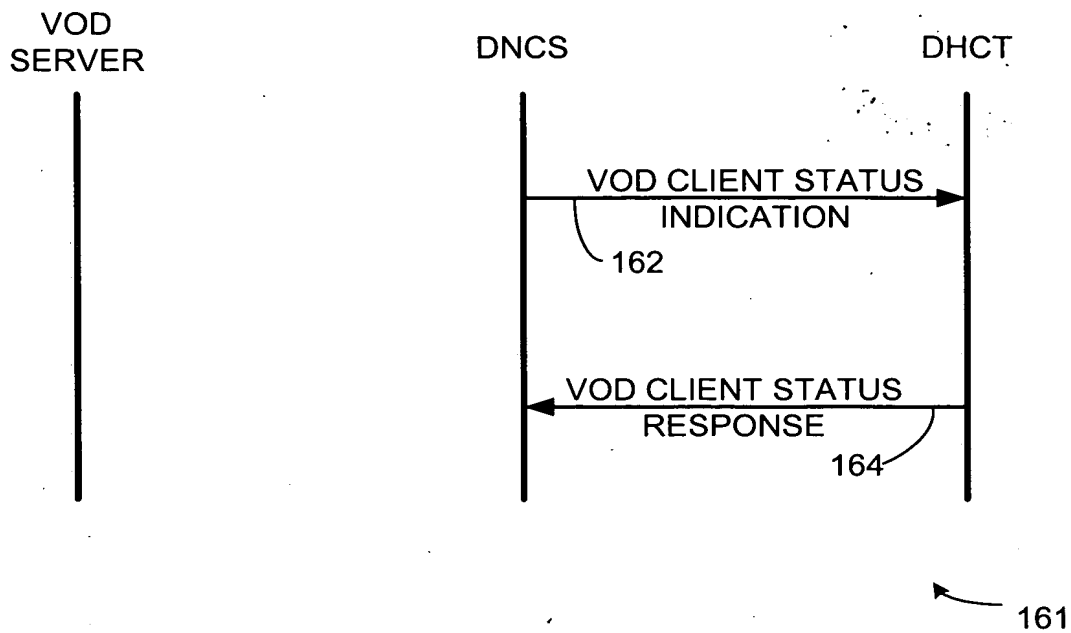 VOD
SERVER
DNCS
DHCT
VOD CLIENT STATUS
INDICATION
162
VOD CLIENT STATUS
RESPONSE
164
161